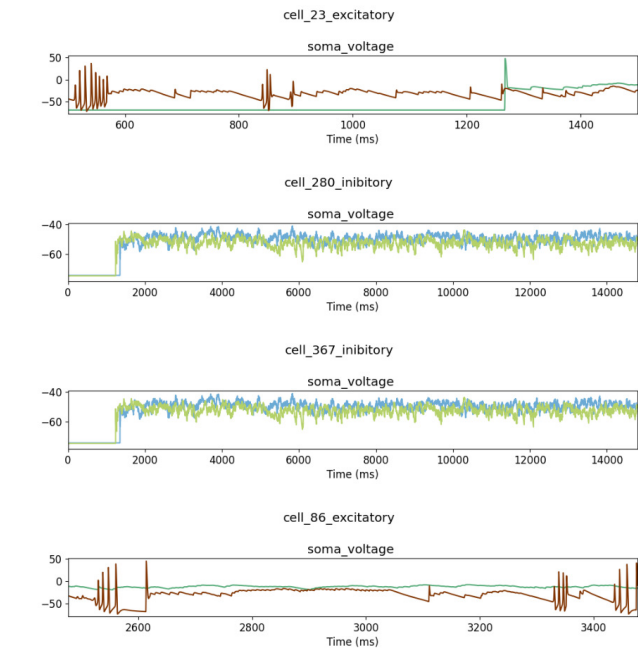 cell_23_excitatory
soma_voltage
50
0
−50
600 800 1000 1200 1400
Time (ms)
cell_280_inibitory
soma_voltage
−40
−60
0 2000 4000 6000 8000 10000 12000 14000
Time (ms)
cell_367_inibitory
soma_voltage
−40
−60
0 2000 4000 6000 8000 10000 12000 14000
Time (ms)
cell_86_excitatory
soma_voltage
50
0
−50
2600 2800 3000 3200 3400
Time (ms)